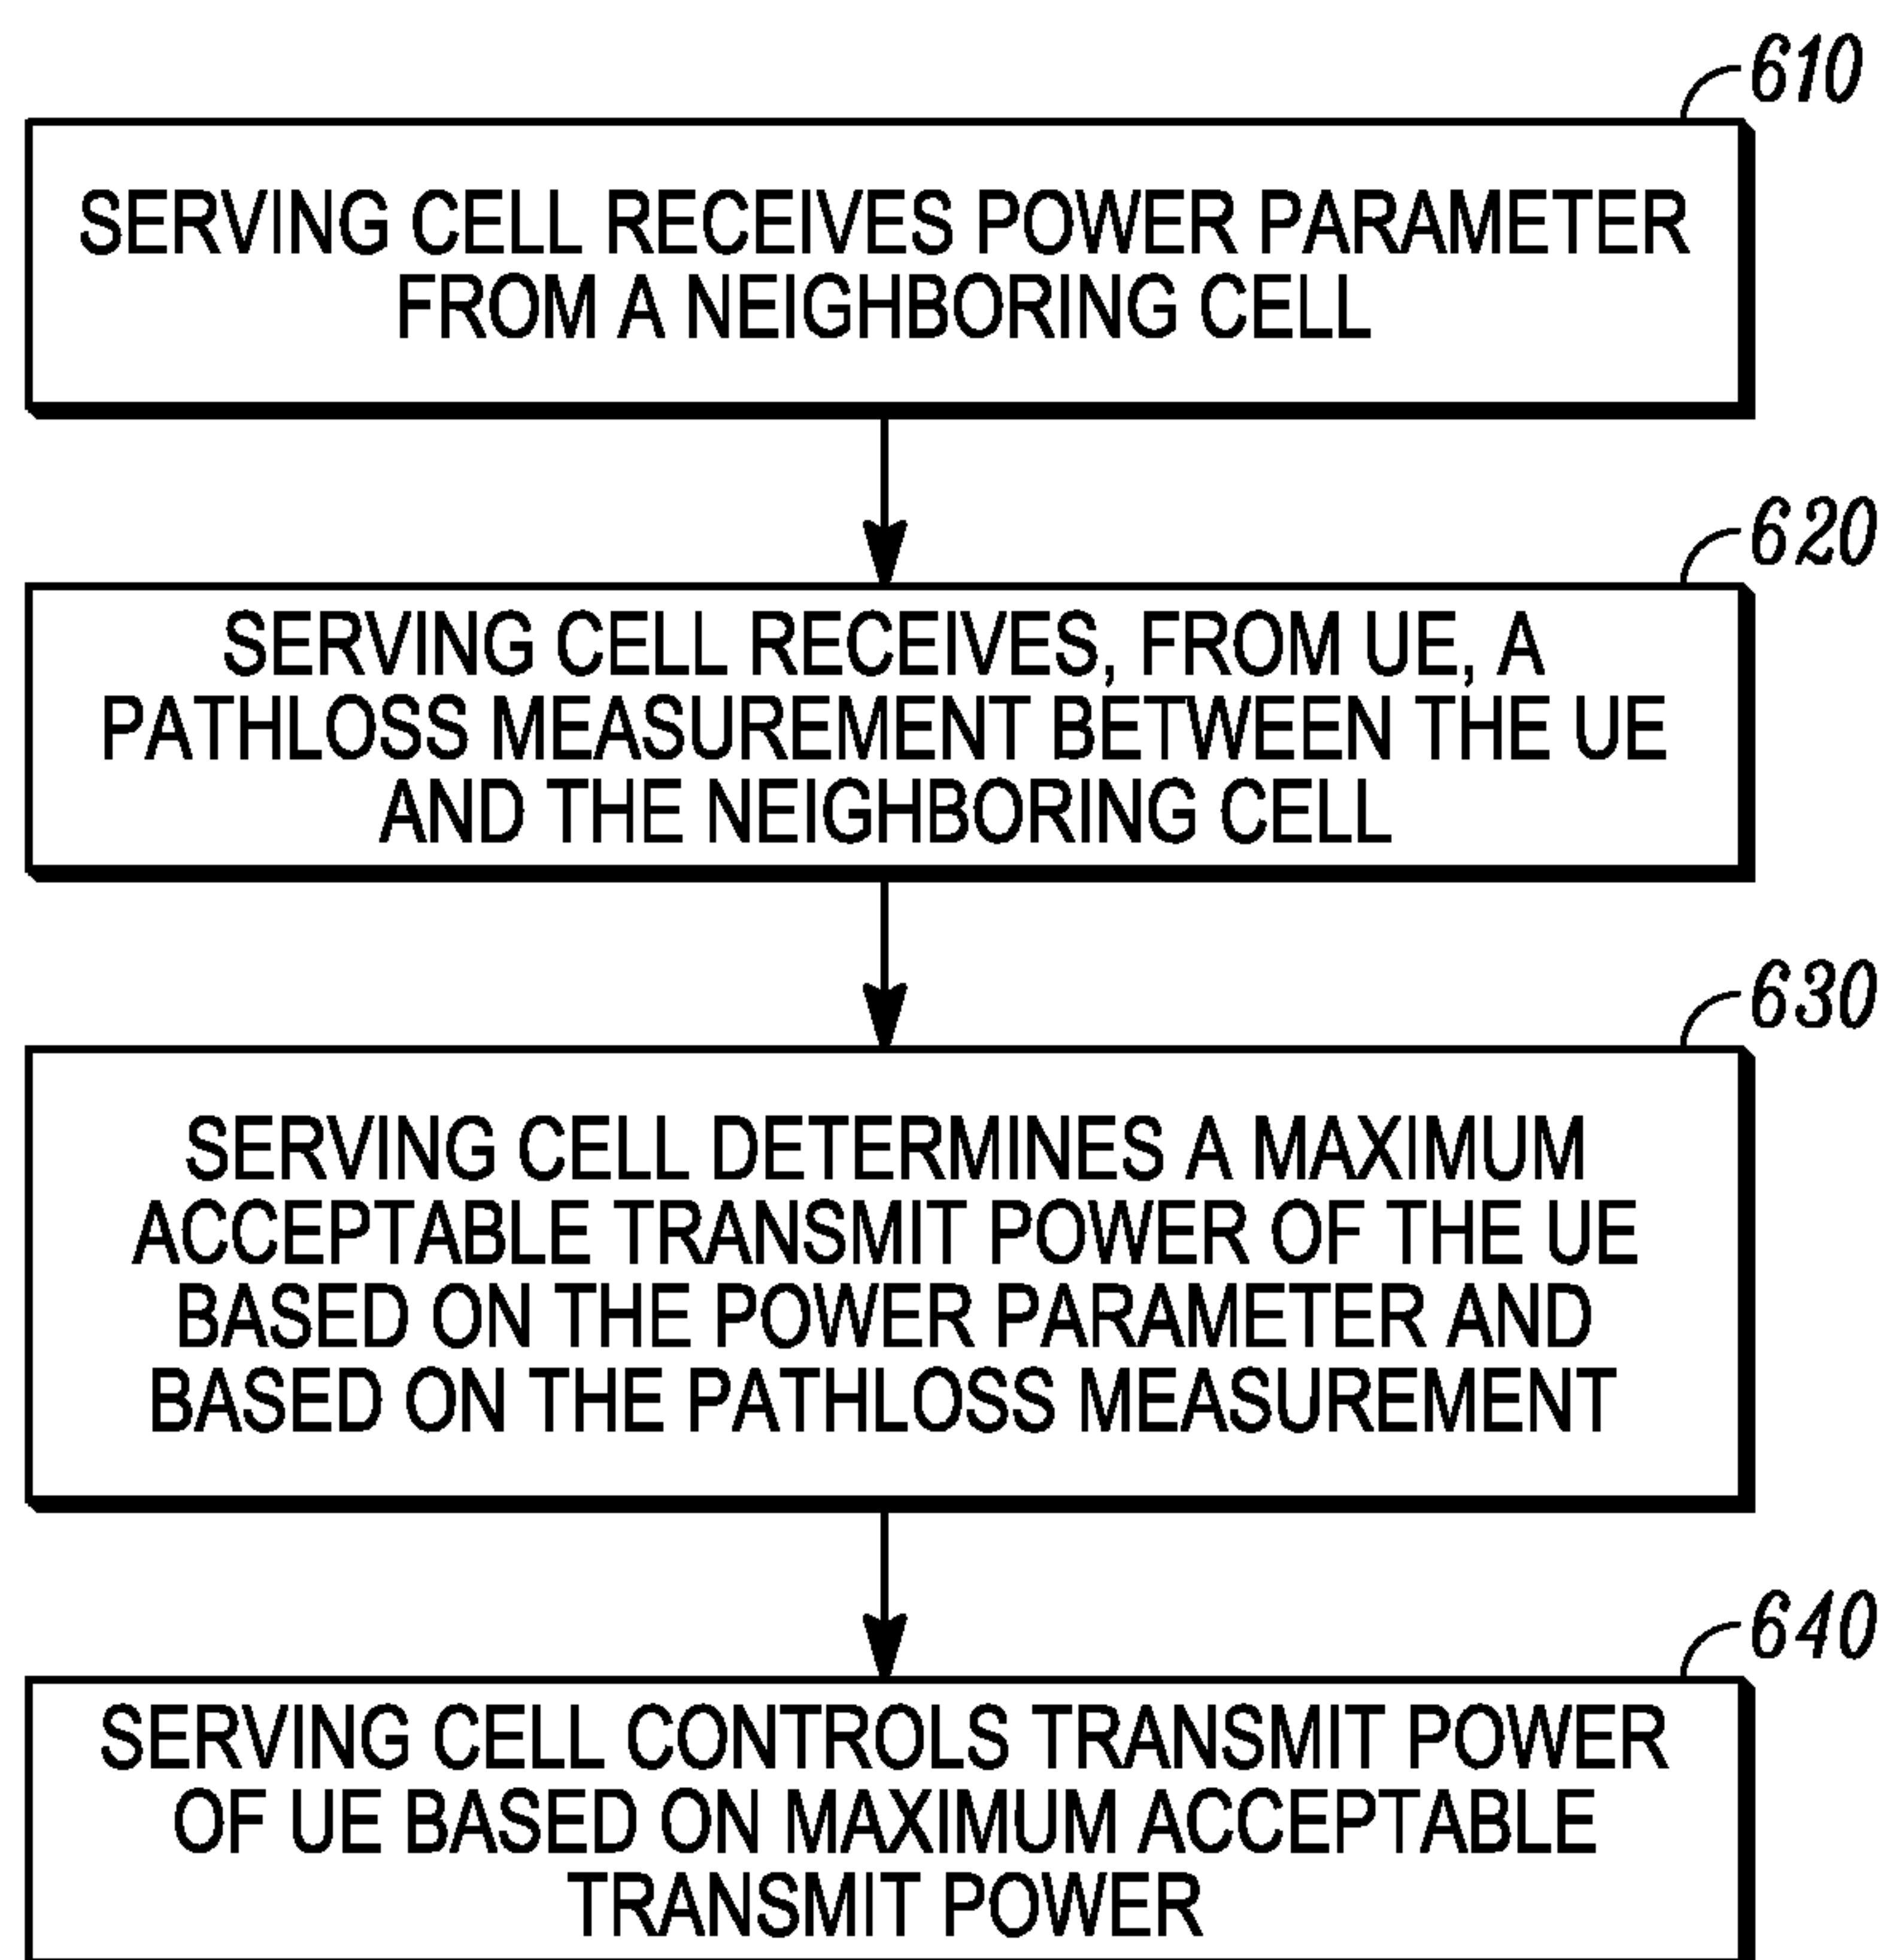 610
SERVING CELL RECEIVES POWER PARAMETER
FROM A NEIGHBORING CELL
620
SERVING CELL RECEIVES, FROM UE, A
PATHLOSS MEASUREMENT BETWEEN THE UE
AND THE NEIGHBORING CELL
630
SERVING CELL DETERMINES A MAXIMUM
ACCEPTABLE TRANSMIT POWER OF THE UE
BASED ON THE POWER PARAMETER AND
BASED ON THE PATHLOSS MEASUREMENT
640
SERVING CELL CONTROLS TRANSMIT POWER
OF UE BASED ON MAXIMUM ACCEPTABLE
TRANSMIT POWER